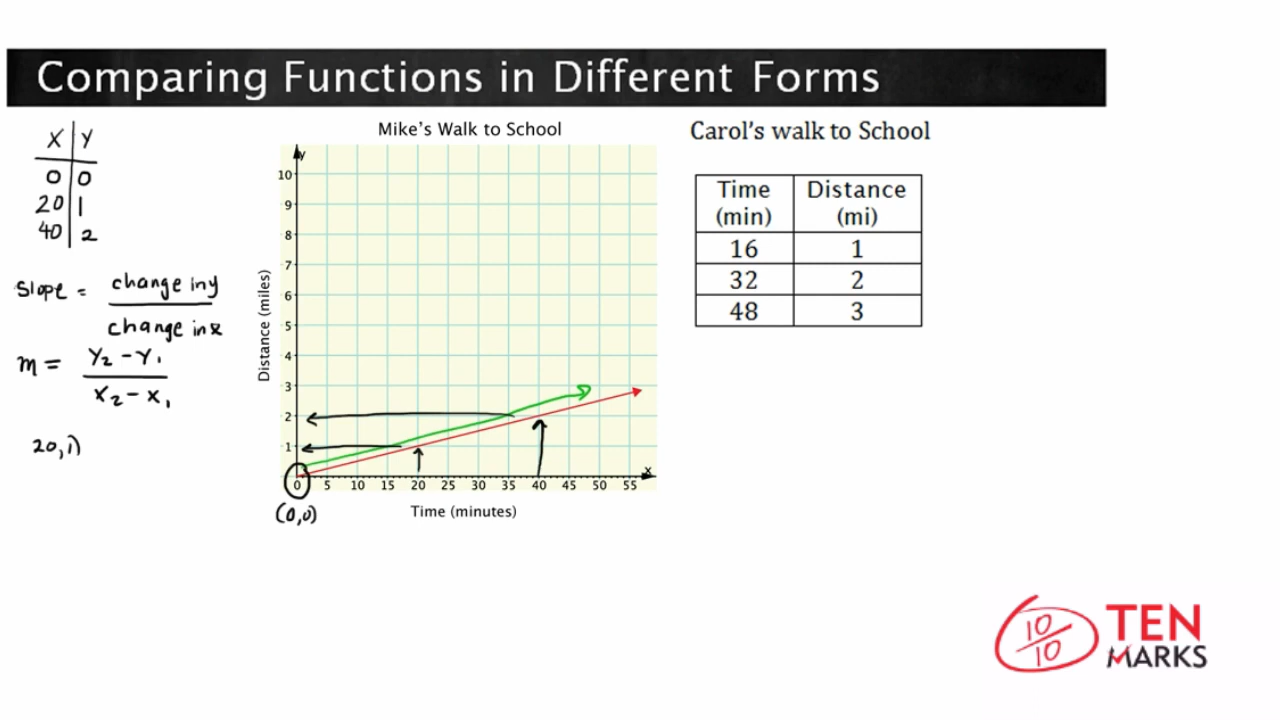 Comparing Functions in Different Forms
X Y
0 0
20 1
40 2
slope = change in y
change in x
m = Y2 - Y1
X2 - X1
20,1)
Mike's Walk to School
y
10
9
8
7
6
5
4
3
2
1
Distance (miles)
x
0 5 10 15 20 25 30 35 40 45 50 55
(0,0)
Time (minutes)
Carol's walk to School
Time Distance
(min) (mi)
16 1
32 2
48 3
10
10
TEN
MARKS